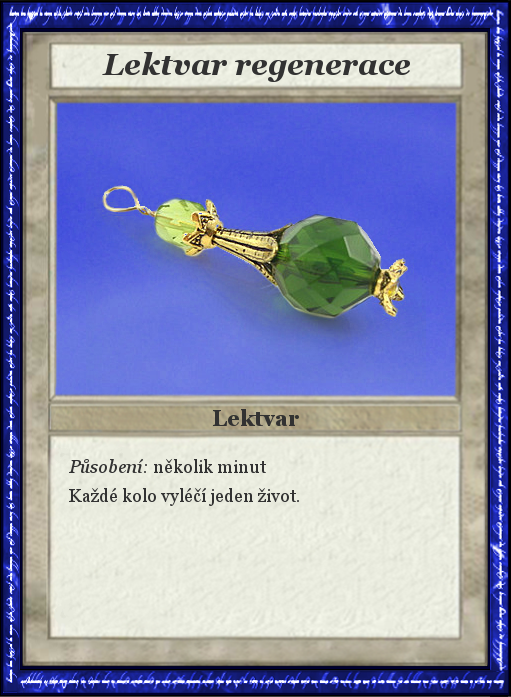 Lektvar regenerace
Lektvar
Působení: několik minut
Každé kolo vyléčí jeden život.